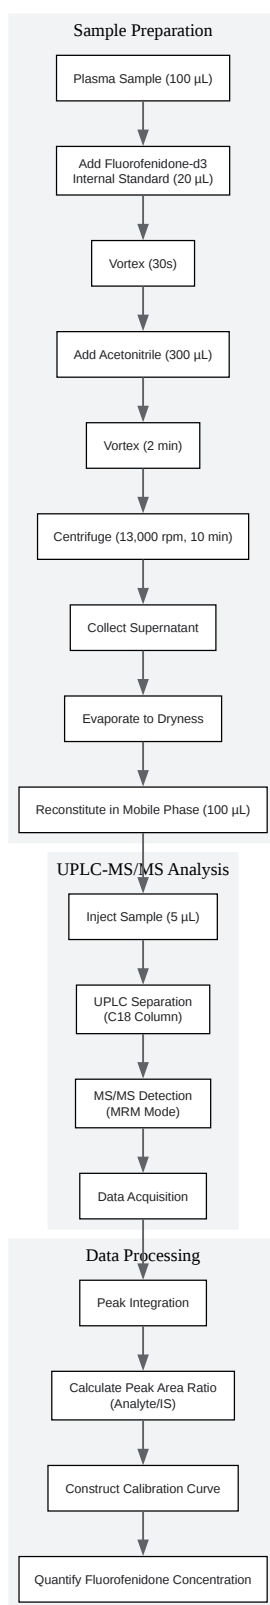 Sample Preparation
Plasma Sample (100 µL)
Add Fluorofenidone-d3
Internal Standard (20 µL)
Vortex (30s)
Add Acetonitrile (300 µL)
Vortex (2 min)
Centrifuge (13,000 rpm, 10 min)
Collect Supernatant
Evaporate to Dryness
Reconstitute in Mobile Phase (100 µL)
UPLC-MS/MS Analysis
Inject Sample (5 µL)
UPLC Separation
(C18 Column)
MS/MS Detection
(MRM Mode)
Data Acquisition
Data Processing
Peak Integration
Calculate Peak Area Ratio
(Analyte/IS)
Construct Calibration Curve
Quantify Fluorofenidone Concentration